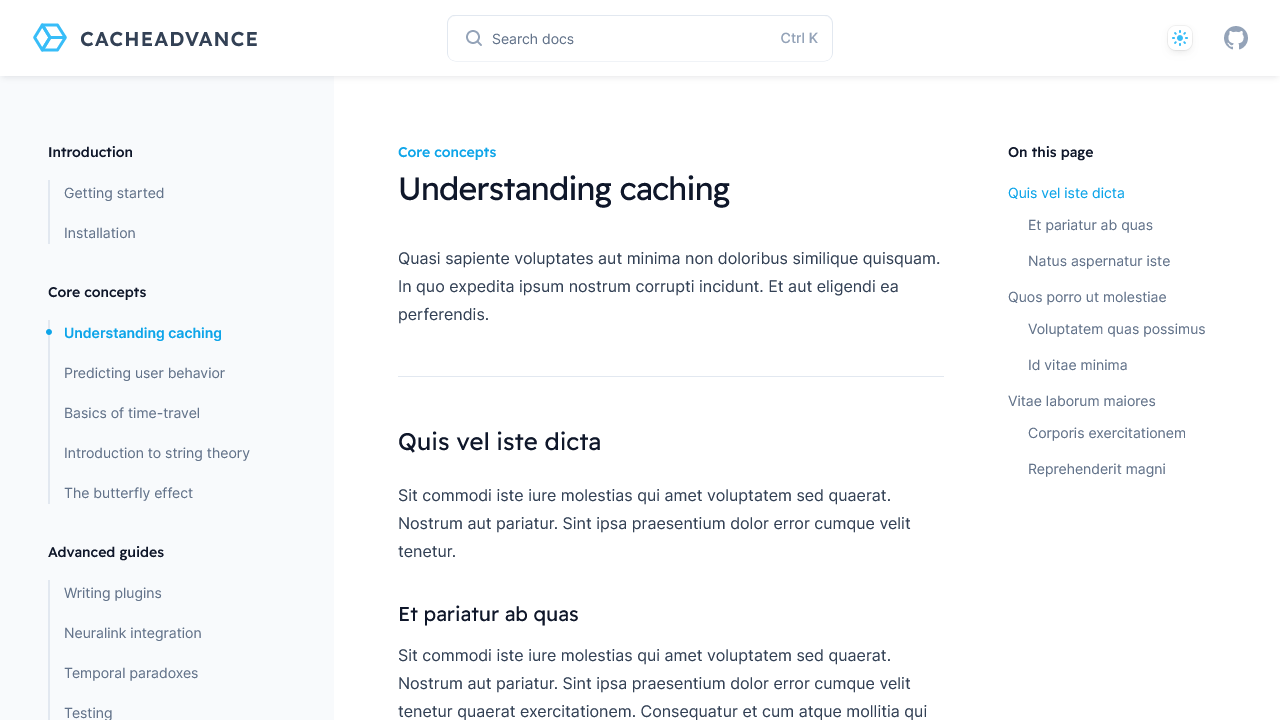 CACHEADVANCE
Search docs
Ctrl K
Introduction
Getting started
Installation
Core concepts
Understanding caching
Predicting user behavior
Basics of time-travel
Introduction to string theory
The butterfly effect
Advanced guides
Writing plugins
Neuralink integration
Temporal paradoxes
Testing
Core concepts
Understanding caching
Quasi sapiente voluptates aut minima non doloribus similique quisquam.
In quo expedita ipsum nostrum corrupti incidunt. Et aut eligendi ea
perferendis.
Quis vel iste dicta
Sit commodi iste iure molestias qui amet voluptatem sed quaerat.
Nostrum aut pariatur. Sint ipsa praesentium dolor error cumque velit
tenetur.
Et pariatur ab quas
Sit commodi iste iure molestias qui amet voluptatem sed quaerat.
Nostrum aut pariatur. Sint ipsa praesentium dolor error cumque velit
tenetur quaerat exercitationem. Consequatur et cum atque mollitia qui
On this page
Quis vel iste dicta
Et pariatur ab quas
Natus aspernatur iste
Quos porro ut molestiae
Voluptatem quas possimus
Id vitae minima
Vitae laborum maiores
Corporis exercitationem
Reprehenderit magni